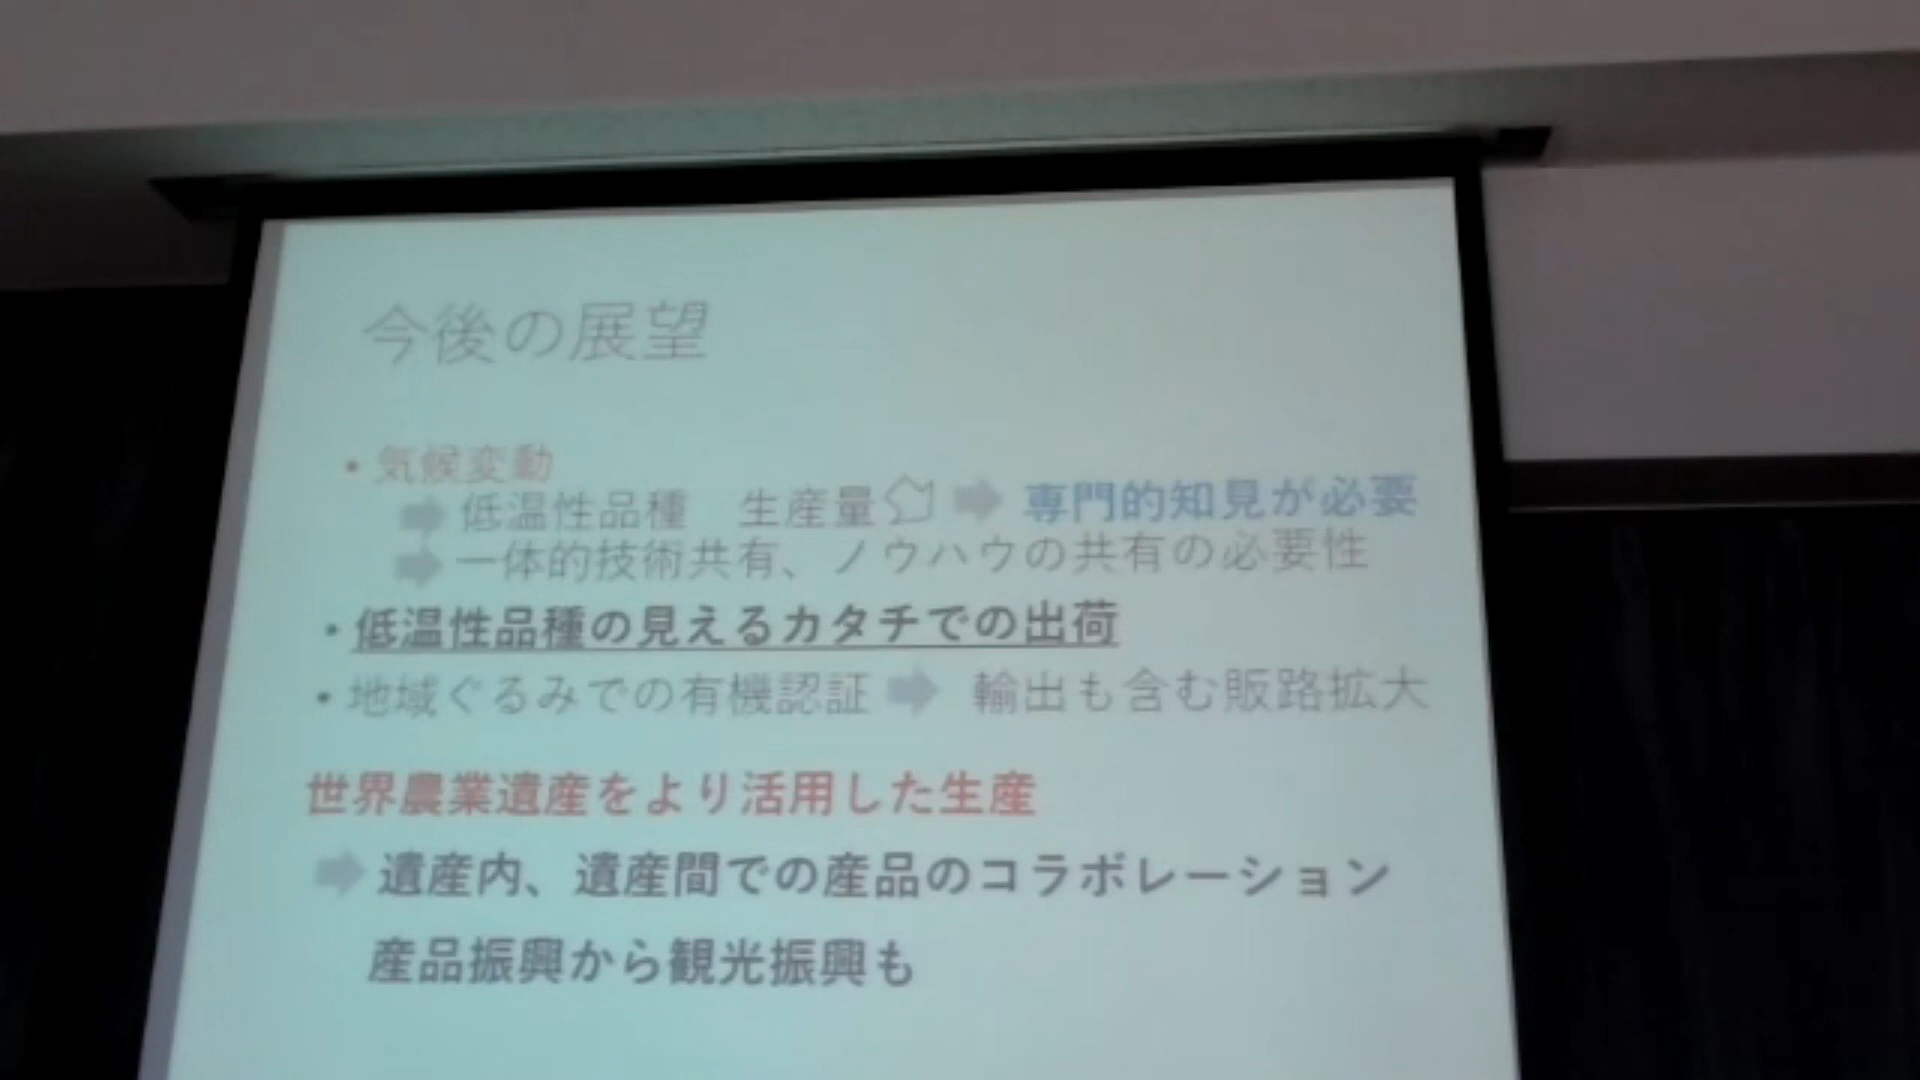 今後の展望
・気候変動
低温性品種　生産量 専門的知見が必要
一体的技術共有、ノウハウの共有の必要性
・低温性品種の見えるカタチでの出荷
・地域ぐるみでの有機認証 輸出も含む販路拡大
世界農業遺産をより活用した生産
遺産内、遺産間での産品のコラボレーション
産品振興から観光振興も